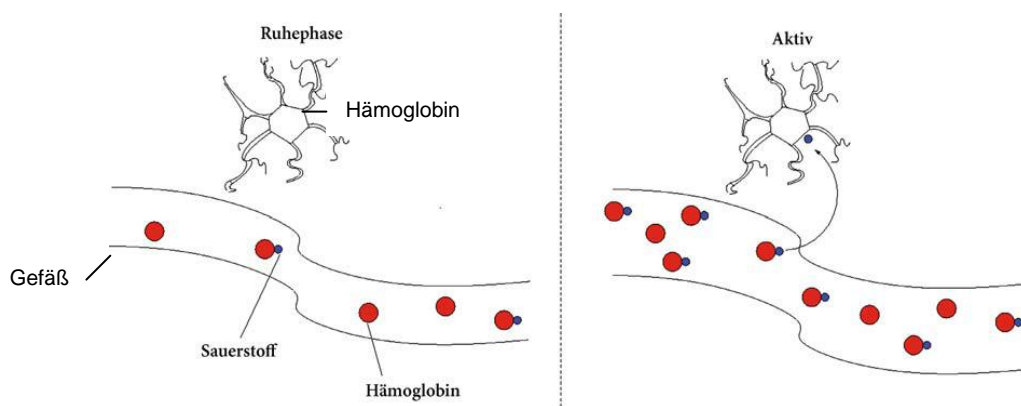 Ruhephase
Aktiv
Hämoglobin
Gefäß
Sauerstoff
Hämoglobin